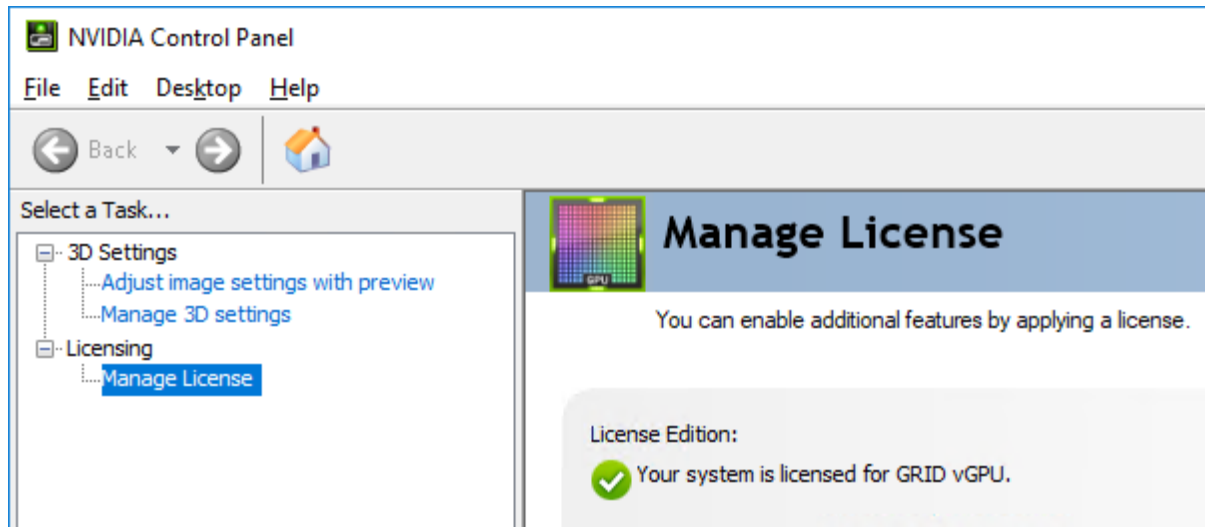 NVIDIA Control Panel
File Edit Desktop Help
Back
Select a Task...
3D Settings
Adjust image settings with preview
Manage 3D settings
Licensing
Manage License
GPU
Manage License
You can enable additional features by applying a license.
License Edition:
Your system is licensed for GRID vGPU.